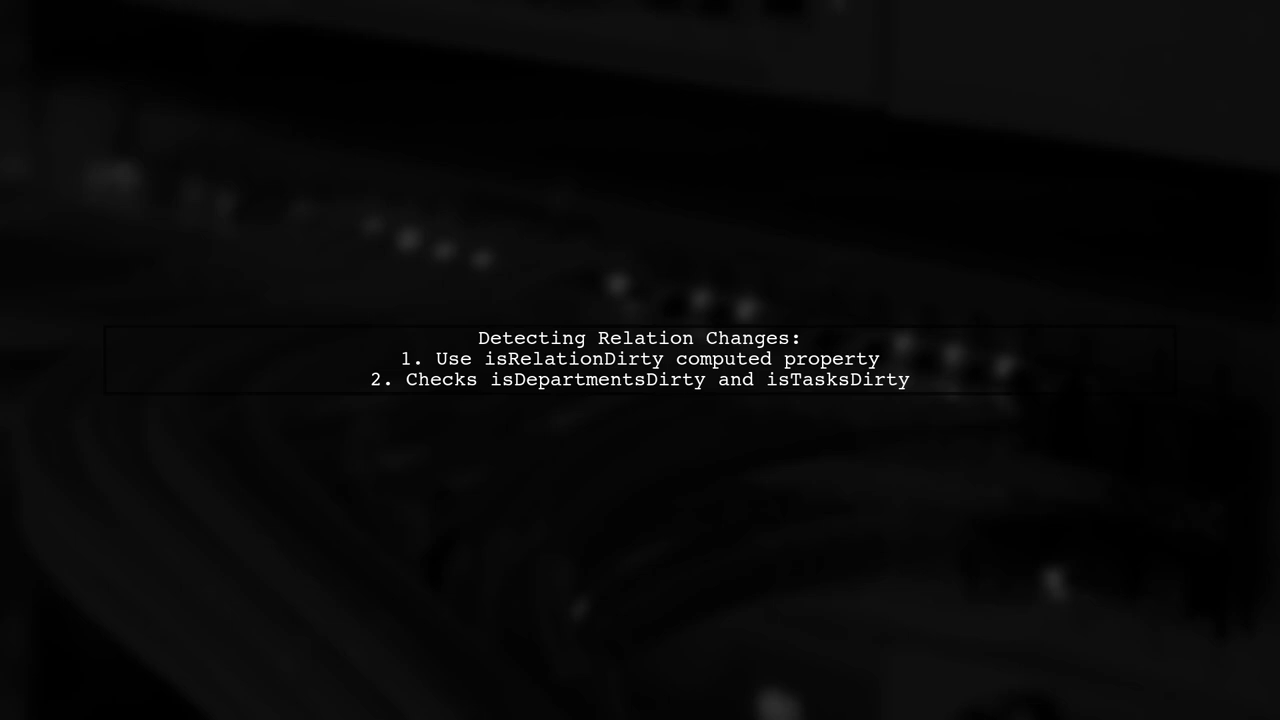 Detecting Relation Changes:
1. Use isRelationDirty computed property
2. Checks isDepartmentsDirty and isTasksDirty